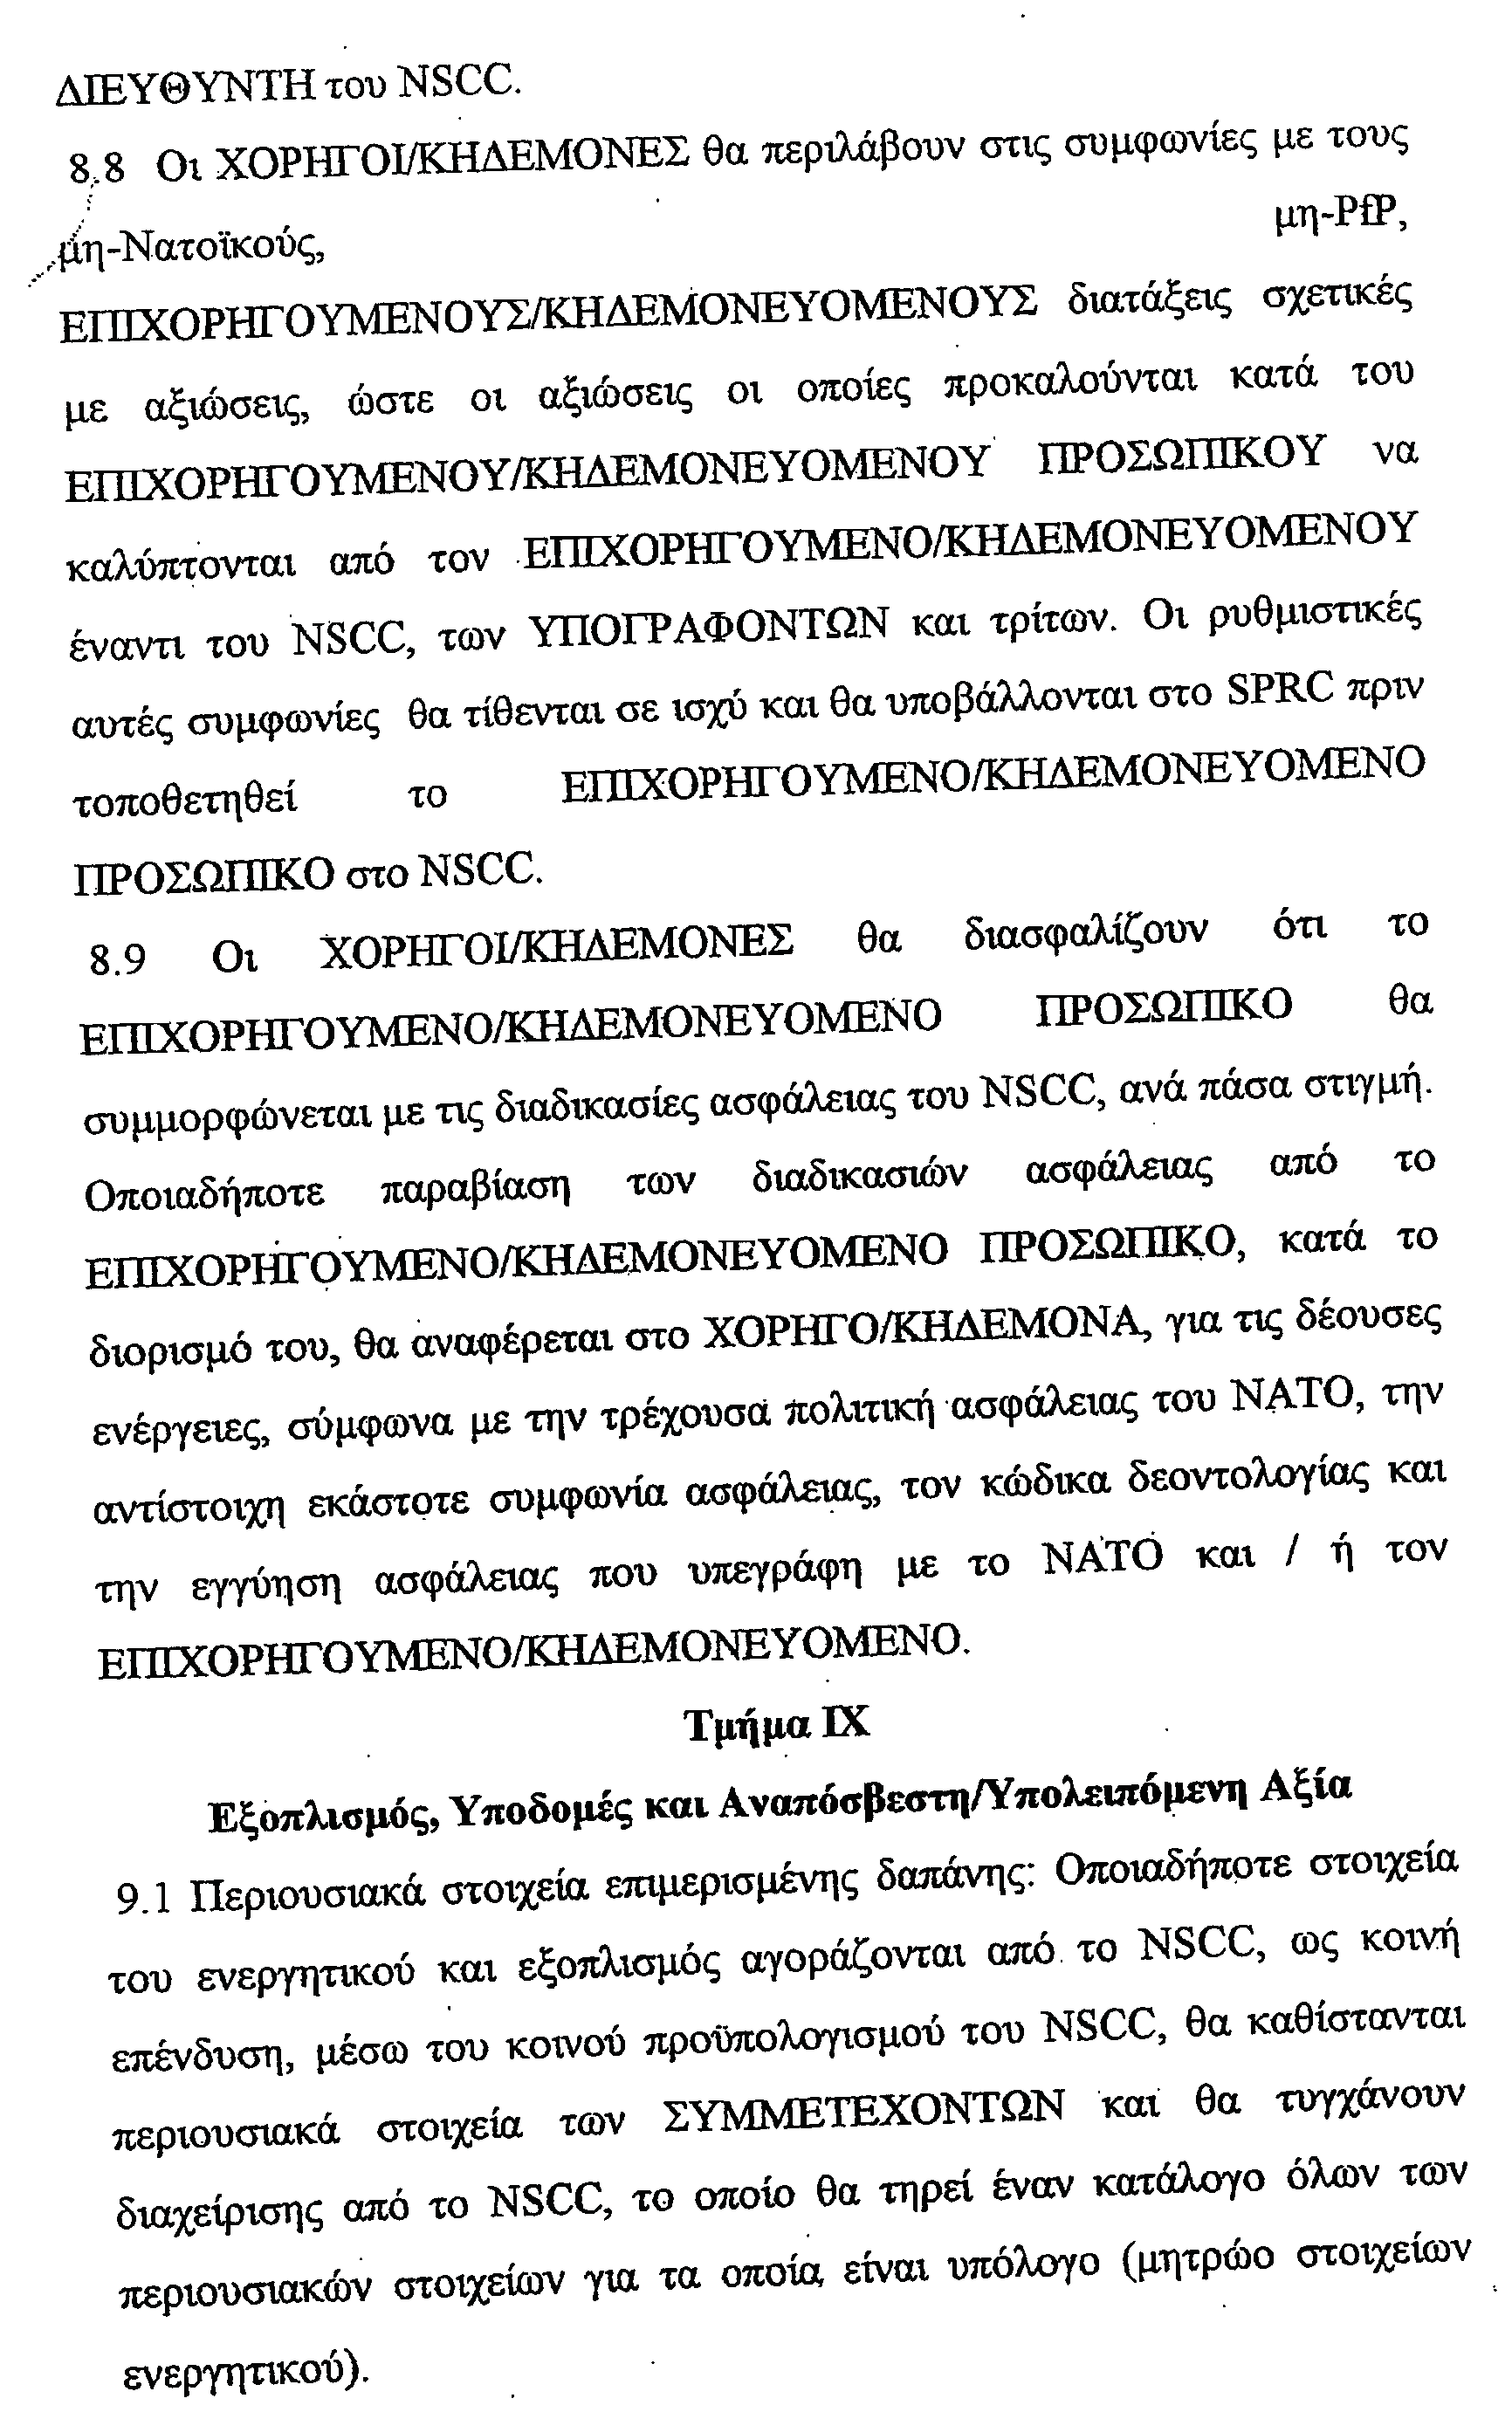 ΔΙΕΥΘΥΝΤΗ του NSCC.
8.8 Οι ΧΟΡΗΓΟΙ/ΚΗΔΕΜΟΝΕΣ θα περιλάβουν στις συμφωνίες με τους
μη-Νατοϊκούς, μη-PfP,
ΕΠΙΧΟΡΗΓΟΥΜΕΝΟΥΣ/ΚΗΔΕΜΟΝΕΥΟΜΕΝΟΥΣ διατάξεις σχετικές
με αξιώσεις, ώστε οι αξιώσεις οι οποίες προκαλούνται κατά του
ΕΠΙΧΟΡΗΓΟΥΜΕΝΟΥ/ΚΗΔΕΜΟΝΕΥΟΜΕΝΟΥ ΠΡΟΣΩΠΙΚΟΥ να
καλύπτονται από τον ΕΠΙΧΟΡΗΓΟΥΜΕΝΟ/ΚΗΔΕΜΟΝΕΥΟΜΕΝΟΥ
έναντι του NSCC, των ΥΠΟΓΡΑΦΟΝΤΩΝ και τρίτων. Οι ρυθμιστικές
αυτές συμφωνίες θα τίθενται σε ισχύ και θα υποβάλλονται στο SPRC πριν
τοποθετηθεί το ΕΠΙΧΟΡΗΓΟΥΜΕΝΟ/ΚΗΔΕΜΟΝΕΥΟΜΕΝΟ
ΠΡΟΣΩΠΙΚΟ στο NSCC.
8.9 Οι ΧΟΡΗΓΟΙ/ΚΗΔΕΜΟΝΕΣ θα διασφαλίζουν ότι το
ΕΠΙΧΟΡΗΓΟΥΜΕΝΟ/ΚΗΔΕΜΟΝΕΥΟΜΕΝΟ ΠΡΟΣΩΠΙΚΟ θα
συμμορφώνεται με τις διαδικασίες ασφάλειας του NSCC, ανά πάσα στιγμή.
Οποιαδήποτε παραβίαση των διαδικασιών ασφάλειας από το
ΕΠΙΧΟΡΗΓΟΥΜΕΝΟ/ΚΗΔΕΜΟΝΕΥΟΜΕΝΟ ΠΡΟΣΩΠΙΚΟ, κατά το
διορισμό του, θα αναφέρεται στο ΧΟΡΗΓΟ/ΚΗΔΕΜΟΝΑ, για τις δέουσες
ενέργειες, σύμφωνα με την τρέχουσα πολιτική ασφάλειας του ΝΑΤΟ, την
αντίστοιχη εκάστοτε συμφωνία ασφάλειας, τον κώδικα δεοντολογίας και
την εγγύηση ασφάλειας που υπεγράφη με το ΝΑΤΟ και / ή τον
ΕΠΙΧΟΡΗΓΟΥΜΕΝΟ/ΚΗΔΕΜΟΝΕΥΟΜΕΝΟ.
Τμήμα IX
Εξοπλισμός, Υποδομές και Αναπόσβεστη/Υπολειπόμενη Αξία
9.1 Περιουσιακά στοιχεία επιμερισμένης δαπάνης: Οποιαδήποτε στοιχεία
του ενεργητικού και εξοπλισμός αγοράζονται από το NSCC, ως κοινή
επένδυση, μέσω του κοινού προϋπολογισμού του NSCC, θα καθίστανται
περιουσιακά στοιχεία των ΣΥΜΜΕΤΕΧΟΝΤΩΝ και θα τυγχάνουν
διαχείρισης από το NSCC, το οποίο θα τηρεί έναν κατάλογο όλων των
περιουσιακών στοιχείων για τα οποία είναι υπόλογο (μητρώο στοιχείων
ενεργητικού).